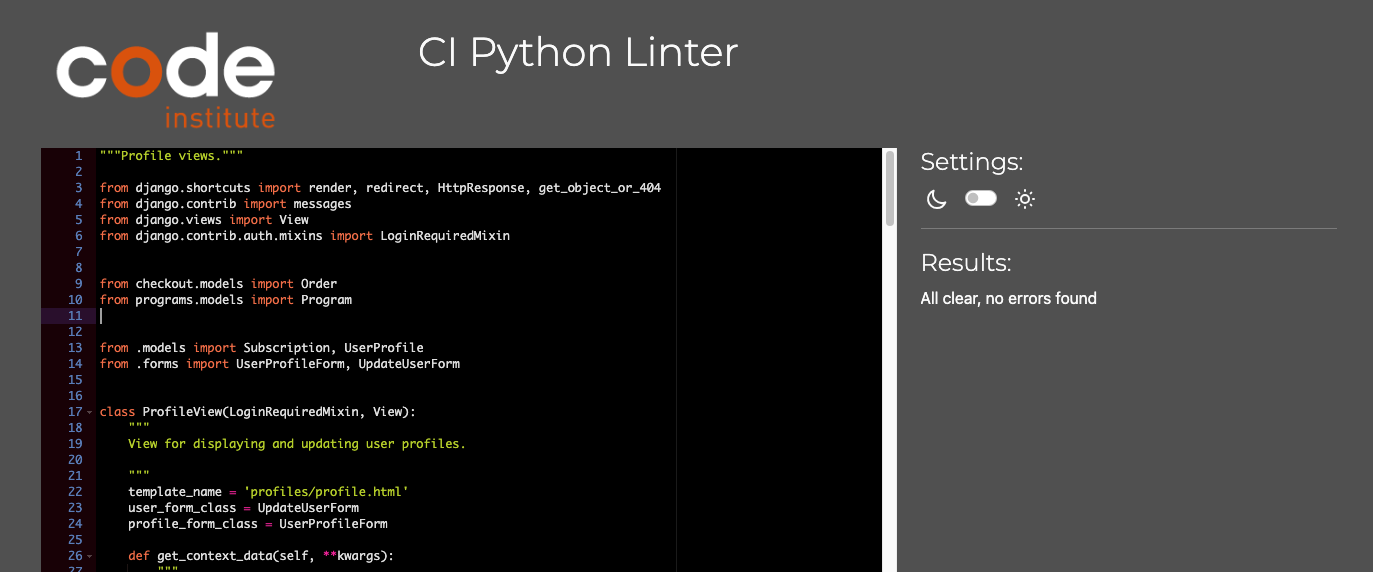 code
institute
CI Python Linter
1 """Profile views."""
2
3 from django.shortcuts import render, redirect, HttpResponse, get_object_or_404
4 from django.contrib import messages
5 from django.views import View
6 from django.contrib.auth.mixins import LoginRequiredMixin
7
8
9 from checkout.models import Order
10 from programs.models import Program
11
12
13 from .models import Subscription, UserProfile
14 from .forms import UserProfileForm, UpdateUserForm
15
16
17 class ProfileView(LoginRequiredMixin, View):
18     """
19     View for displaying and updating user profiles.
20
21     """
22     template_name = 'profiles/profile.html'
23     user_form_class = UpdateUserForm
24     profile_form_class = UserProfileForm
25
26     def get_context_data(self, **kwargs):
27         """
Settings:
Results:
All clear, no errors found